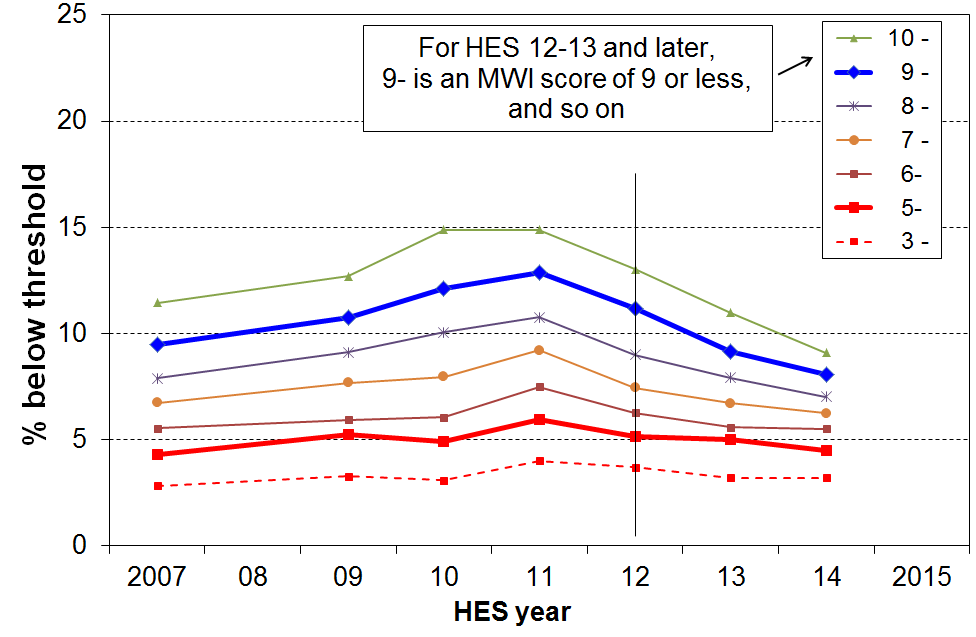 25
20
15
10
5
0
% below threshold
For HES 12-13 and later,
9- is an MWI score of 9 or less,
and so on
10 -
9 -
8 -
7 -
6-
5-
3 -
2007 08 09 10 11 12 13 14 2015
HES year